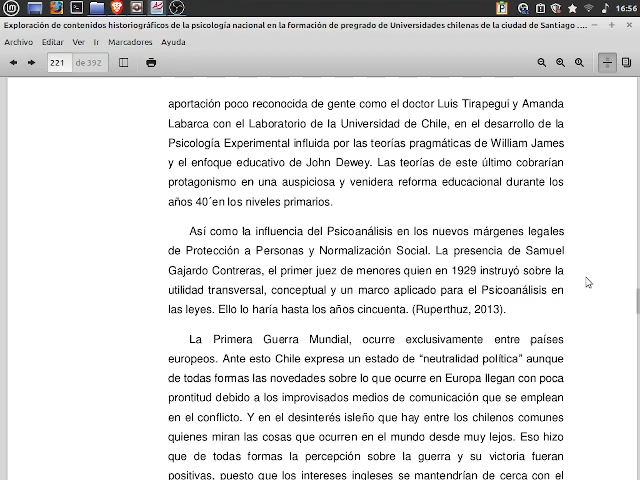 16:56
Exploración de contenidos historiográficos de la psicología nacional en la formación de pregrado de Universidades chilenas de la ciudad de Santiago ....
Archivo Editar Ver Ir Marcadores Ayuda
221 de 392
aportación poco reconocida de gente como el doctor Luis Tirapegui y Amanda
Labarca con el Laboratorio de la Universidad de Chile, en el desarrollo de la
Psicología Experimental influida por las teorías pragmáticas de William James
y el enfoque educativo de John Dewey. Las teorías de este último cobrarían
protagonismo en una auspiciosa y venidera reforma educacional durante los
años 40´en los niveles primarios.
Así como la influencia del Psicoanálisis en los nuevos márgenes legales
de Protección a Personas y Normalización Social. La presencia de Samuel
Gajardo Contreras, el primer juez de menores quien en 1929 instruyó sobre la
utilidad transversal, conceptual y un marco aplicado para el Psicoanálisis en
las leyes. Ello lo haría hasta los años cincuenta. (Ruperthuz, 2013).
La Primera Guerra Mundial, ocurre exclusivamente entre países
europeos. Ante esto Chile expresa un estado de “neutralidad política” aunque
de todas formas las novedades sobre lo que ocurre en Europa llegan con poca
prontitud debido a los improvisados medios de comunicación que se emplean
en el conflicto. Y en el desinterés isleño que hay entre los chilenos comunes
quienes miran las cosas que ocurren en el mundo desde muy lejos. Eso hizo
que de todas formas la percepción sobre la guerra y su victoria fueran
positivas, puesto que los intereses ingleses se mantendrían de cerca con el